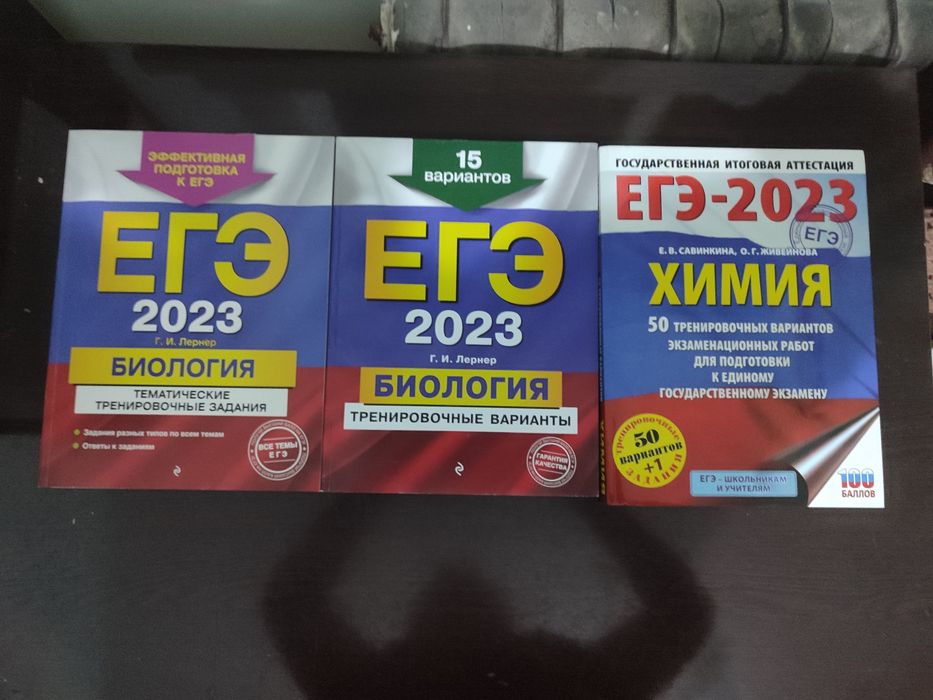 ЭФФЕКТИВНАЯ
ПОДГОТОВКА
К ЕГЭ
ЕГЭ
2023
Г. И. Лернер
БИОЛОГИЯ
ТЕМАТИЧЕСКИЕ
ТРЕНИРОВОЧНЫЕ ЗАДАНИЯ
Задания разных типов по всем темам
Ответы к заданиям
ВСЕ ТЕМЫ
ЕГЭ
15
вариантов
ЕГЭ
2023
Г. И. Лернер
БИОЛОГИЯ
ТРЕНИРОВОЧНЫЕ ВАРИАНТЫ
ГАРАНТИЯ
КАЧЕСТВА
ГОСУДАРСТВЕННАЯ ИТОГОВАЯ АТТЕСТАЦИЯ
ЕГЭ-2023
ЕГЭ
Е. В. САВИНКИНА, О. Г. ЖИВЕЙНОВА
ХИМИЯ
50 ТРЕНИРОВОЧНЫХ ВАРИАНТОВ
ЭКЗАМЕНАЦИОННЫХ РАБОТ
ДЛЯ ПОДГОТОВКИ
К ЕДИНОМУ
ГОСУДАРСТВЕННОМУ ЭКЗАМЕНУ
тренировочные
50
вариантов
+1
ЗАДАНИЯ
ЕГЭ – ШКОЛЬНИКАМ
И УЧИТЕЛЯМ
100
БАЛЛОВ